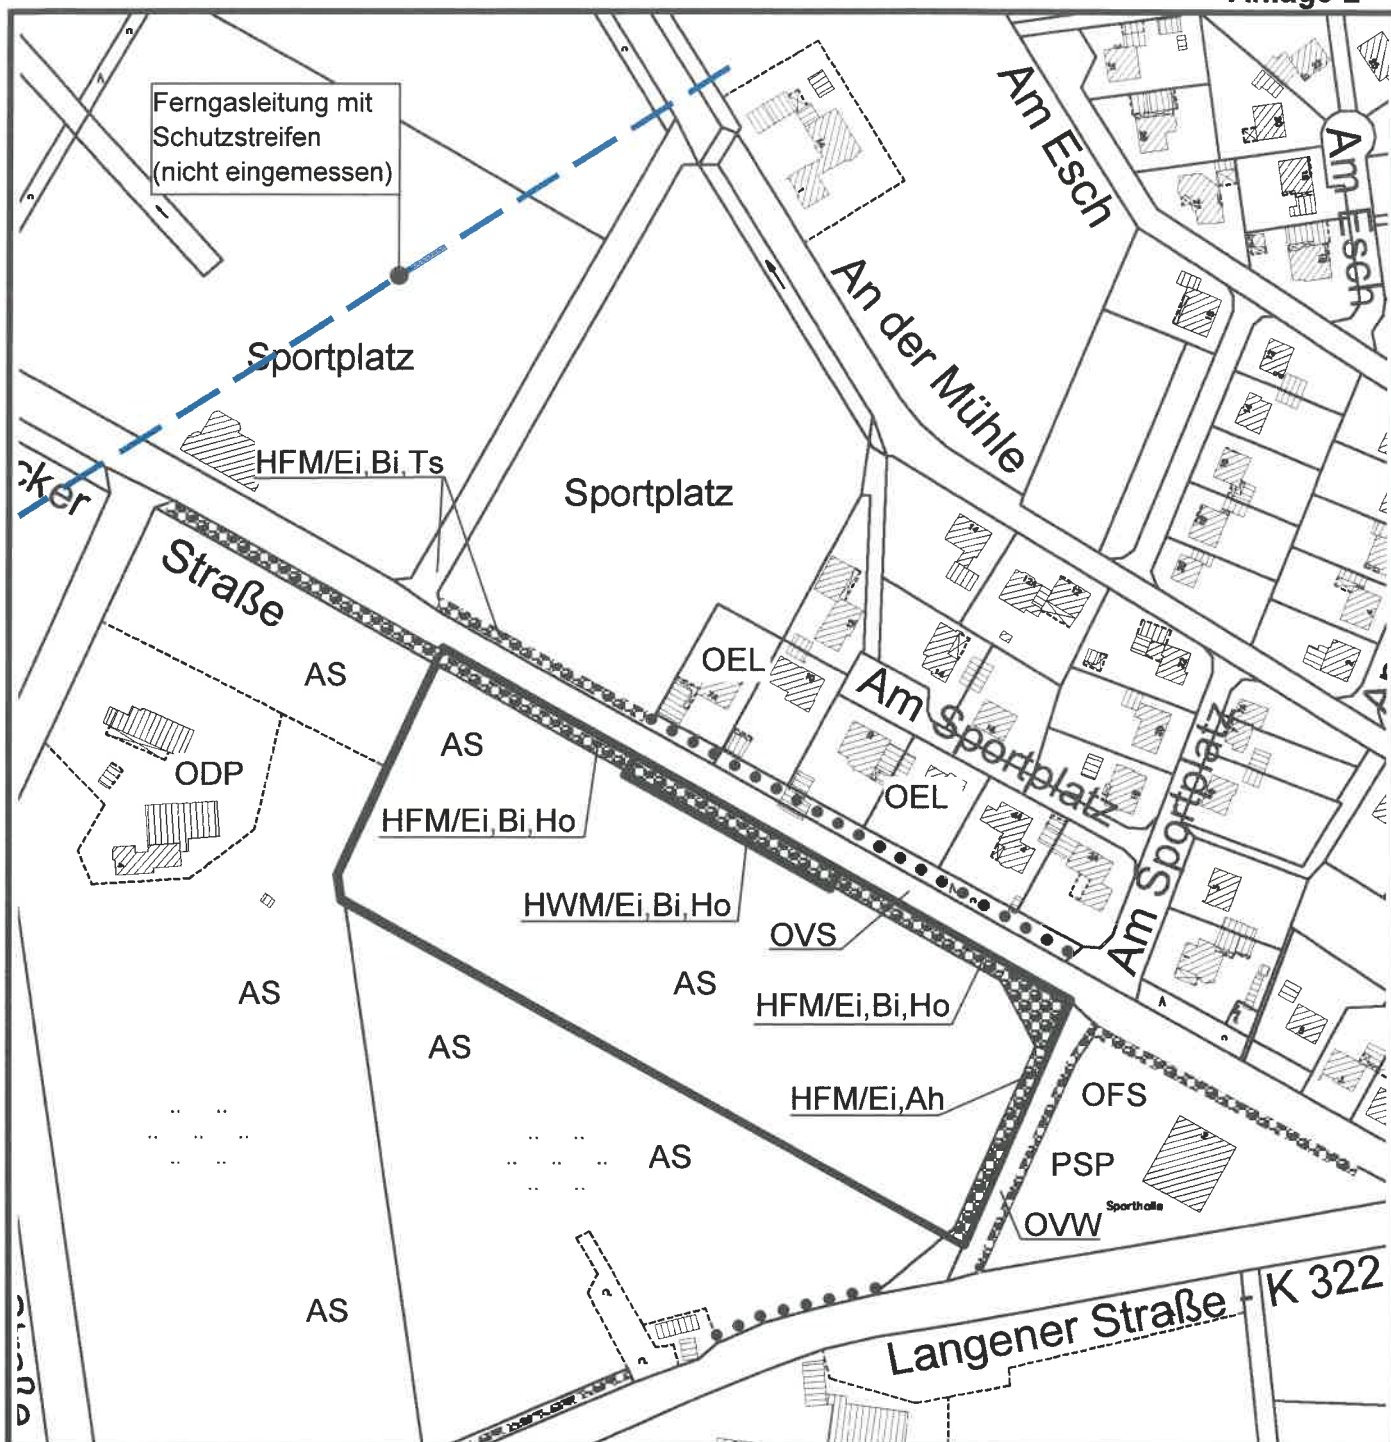 Ferngasleitung mit
Schutzstreifen
(nicht eingemessen)
Am Esch
Am Esch
An der Mühle
Sportplatz
HFM/Ei,Bi,Ts
Sportplatz
cker
Straße
AS
OEL
Am Sportplatz
AS
ODP
OEL
Am Sportplatz
HFM/Ei,Bi,Ho
HWM/Ei,Bi,Ho
OVS
AS
AS
HFM/Ei,Bi,Ho
AS
HFM/Ei,Ah
OFS
AS
PSP
Sporthalle
OVW
AS
Langener Straße
K 322